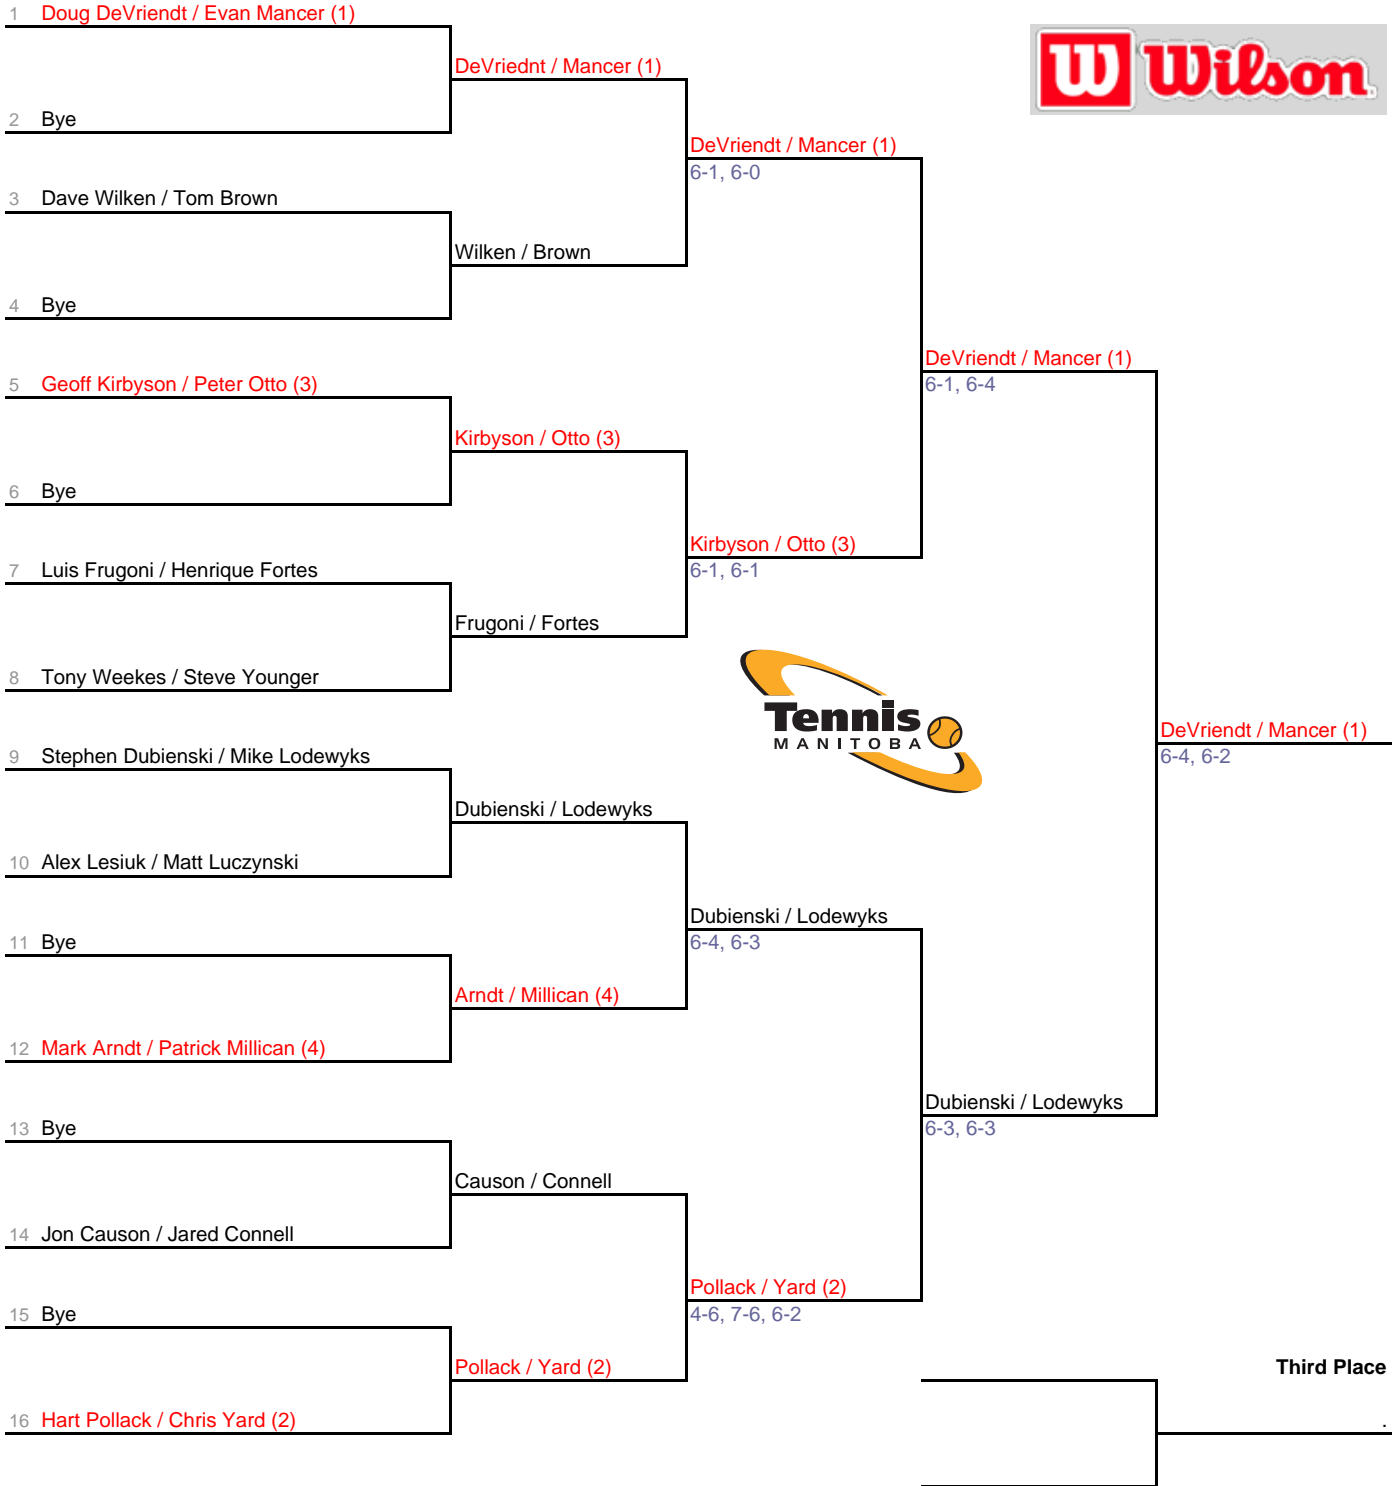 1 Doug DeVriendt / Evan Mancer (1)
DeVriednt / Mancer (1)
W Wilson.
2 Bye
DeVriendt / Mancer (1)
6-1, 6-0
3 Dave Wilken / Tom Brown
Wilken / Brown
4 Bye
DeVriendt / Mancer (1)
6-1, 6-4
5 Geoff Kirbyson / Peter Otto (3)
Kirbyson / Otto (3)
6 Bye
Kirbyson / Otto (3)
6-1, 6-1
7 Luis Frugoni / Henrique Fortes
Frugoni / Fortes
8 Tony Weekes / Steve Younger
Tennis
MANITOBA
DeVriendt / Mancer (1)
6-4, 6-2
9 Stephen Dubienski / Mike Lodewyks
Dubienski / Lodewyks
10 Alex Lesiuk / Matt Luczynski
Dubienski / Lodewyks
6-4, 6-3
11 Bye
Arndt / Millican (4)
12 Mark Arndt / Patrick Millican (4)
Dubienski / Lodewyks
6-3, 6-3
13 Bye
Causon / Connell
14 Jon Causon / Jared Connell
Pollack / Yard (2)
4-6, 7-6, 6-2
15 Bye
Pollack / Yard (2)
Third Place
16 Hart Pollack / Chris Yard (2)
.